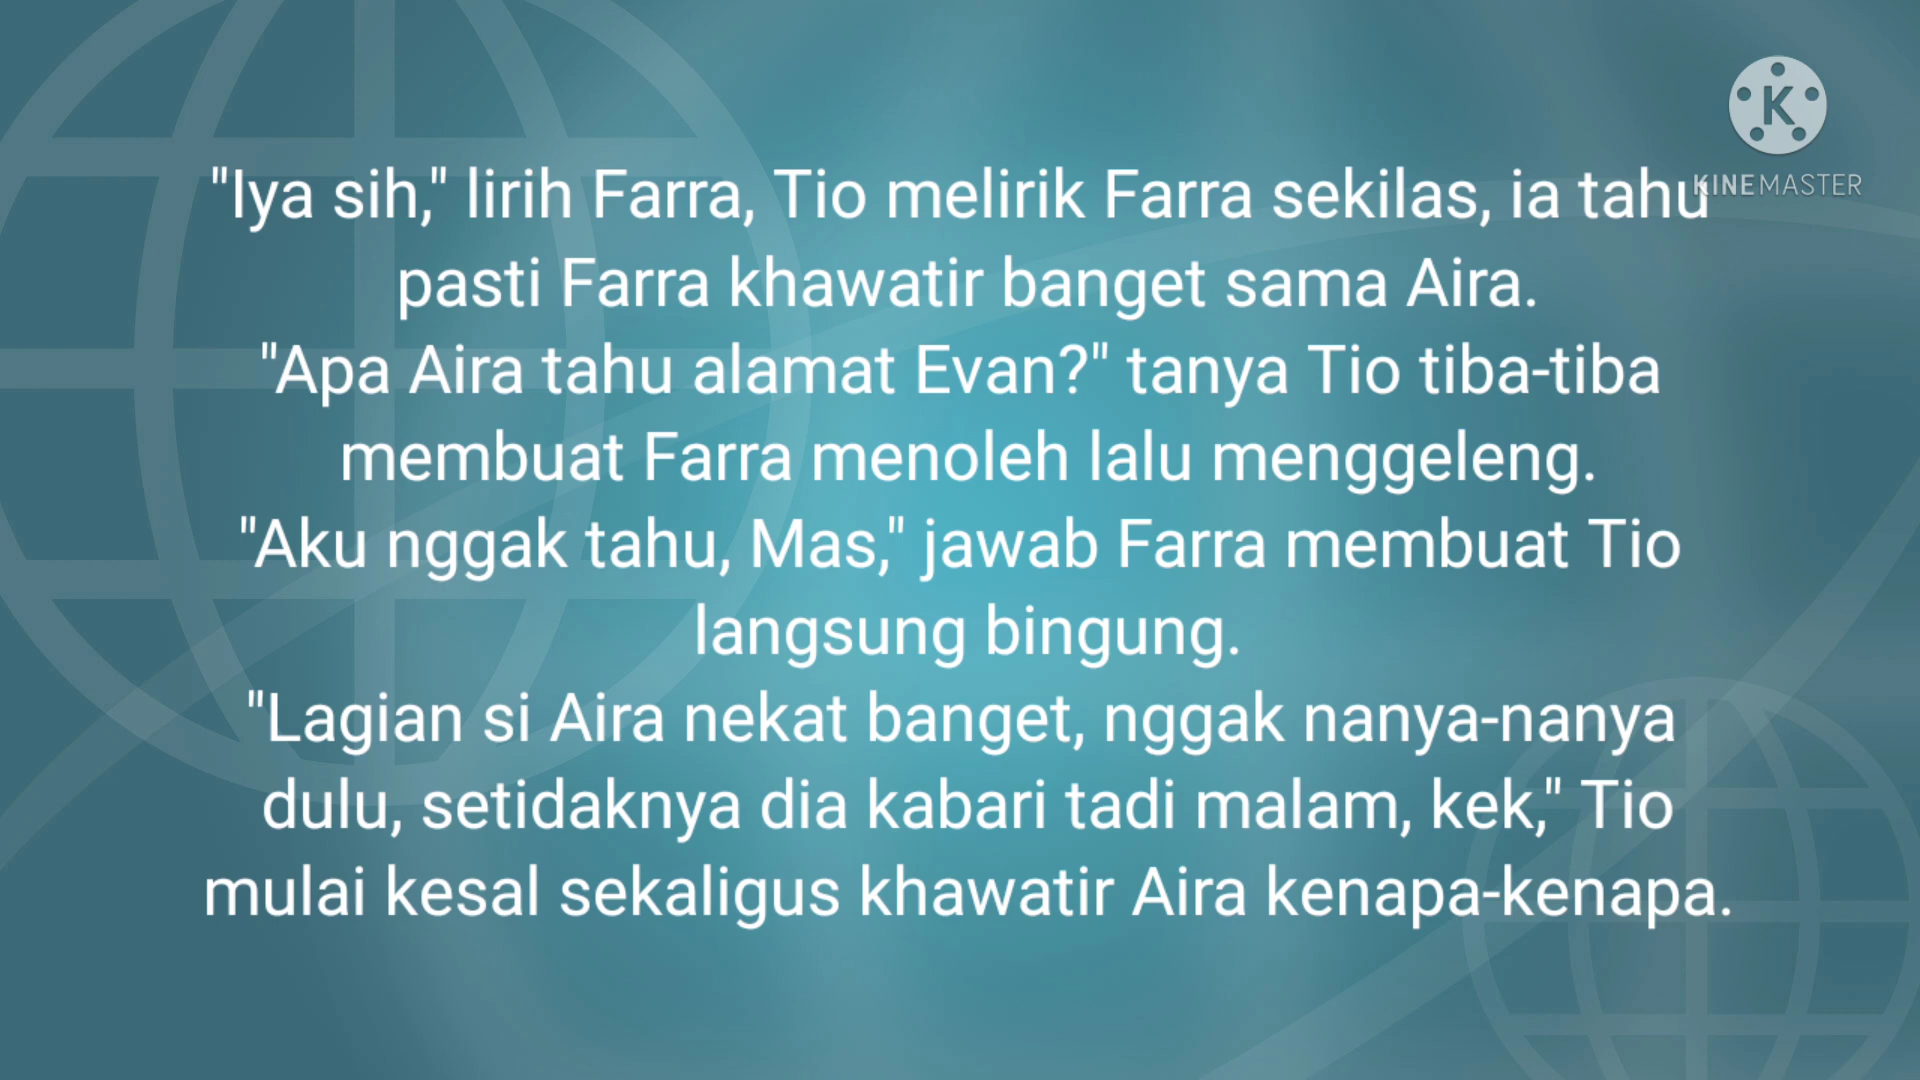 "Iya sih," lirih Farra, Tio melirik Farra sekilas, ia tahu
pasti Farra khawatir banget sama Aira.
"Apa Aira tahu alamat Evan?" tanya Tio tiba-tiba
membuat Farra menoleh lalu menggeleng.
"Aku nggak tahu, Mas," jawab Farra membuat Tio
langsung bingung.
"Lagian si Aira nekat banget, nggak nanya-nanya
dulu, setidaknya dia kabari tadi malam, kek," Tio
mulai kesal sekaligus khawatir Aira kenapa-kenapa.
K
KINEMASTER